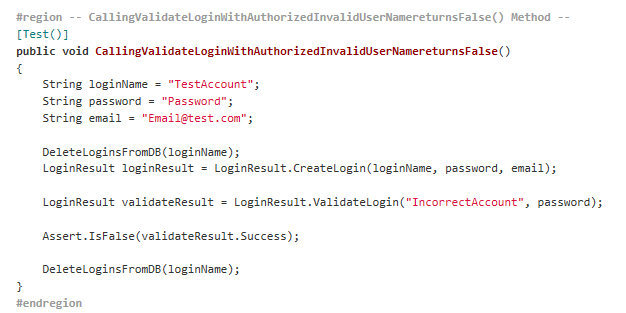 #region -- CallingValidateLoginWithAuthorizedInvalidUserNamereturnsFalse() Method --
[Test()]
public void CallingValidateLoginWithAuthorizedInvalidUserNamereturnsFalse()
{
    String loginName = "TestAccount";
    String password = "Password";
    String email = "Email@test.com";

    DeleteLoginsFromDB(loginName);
    LoginResult loginResult = LoginResult.CreateLogin(loginName, password, email);

    LoginResult validateResult = LoginResult.ValidateLogin("IncorrectAccount", password);

    Assert.IsFalse(validateResult.Success);

    DeleteLoginsFromDB(loginName);
}
#endregion